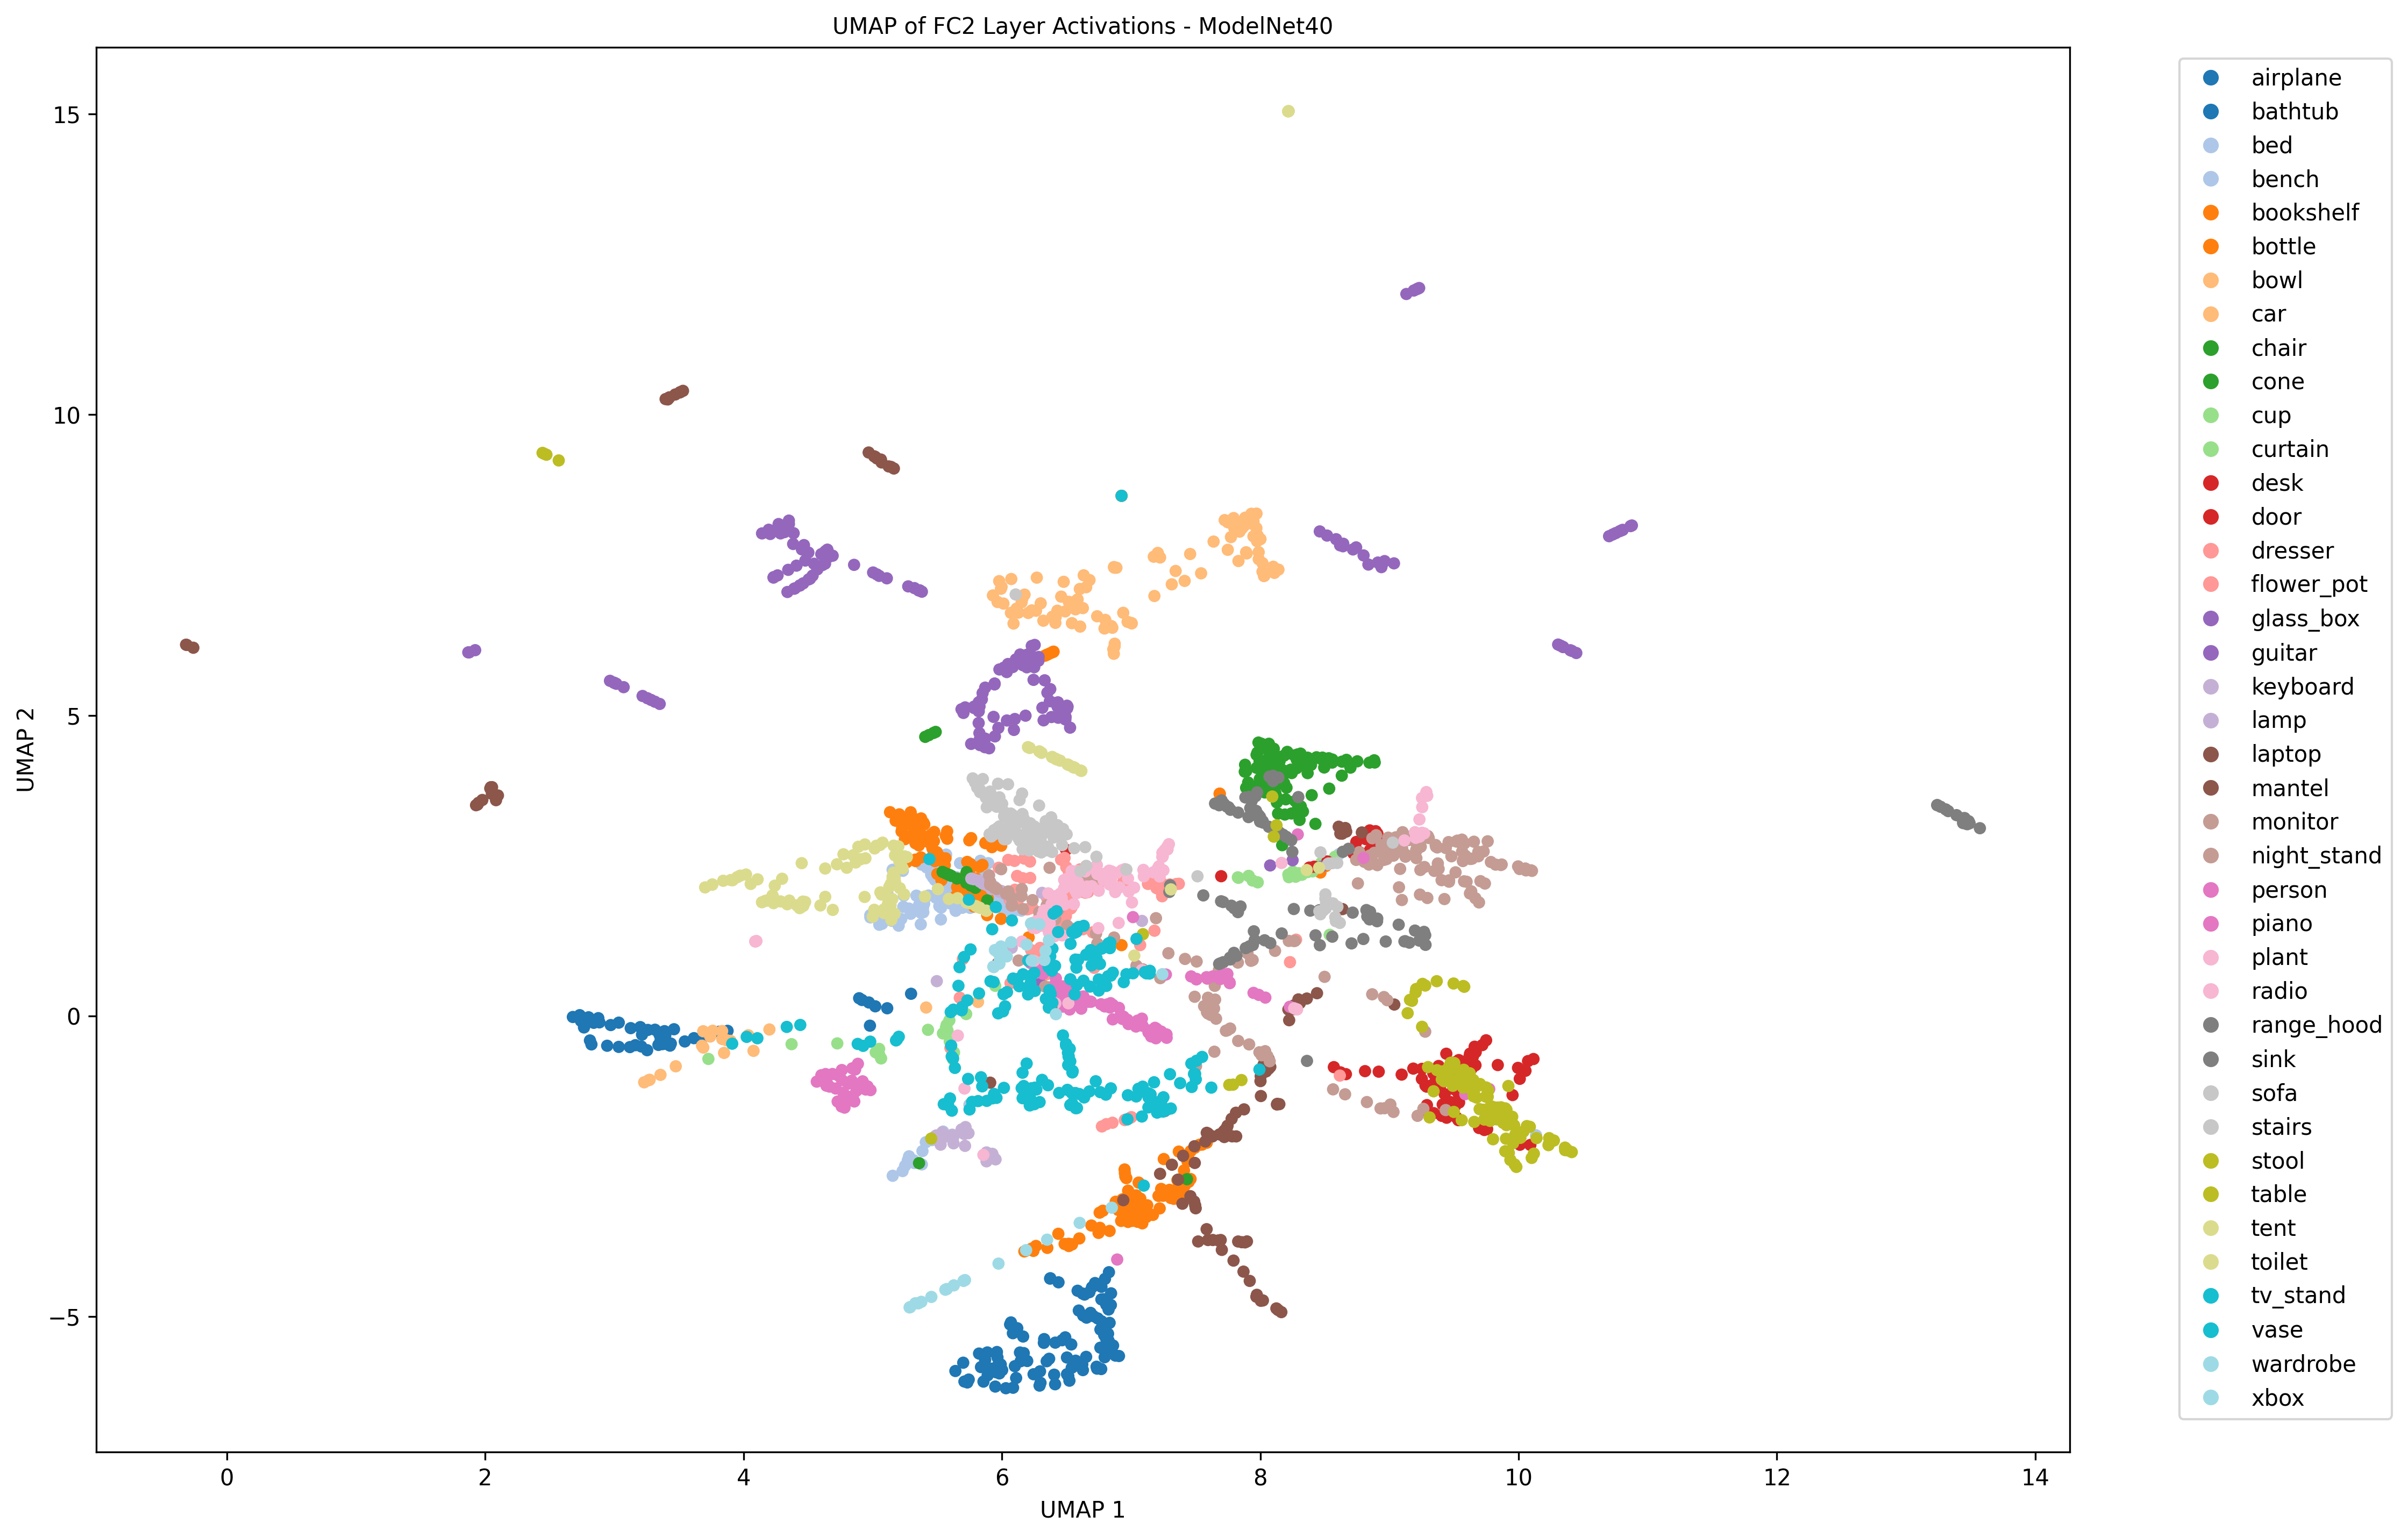 UMAP of FC2 Layer Activations - ModelNet40
15
10
5
0
−5
UMAP 2
0
2
4
6
8
10
12
14
UMAP 1
airplane
bathtub
bed
bench
bookshelf
bottle
bowl
car
chair
cone
cup
curtain
desk
door
dresser
flower_pot
glass_box
guitar
keyboard
lamp
laptop
mantel
monitor
night_stand
person
piano
plant
radio
range_hood
sink
sofa
stairs
stool
table
tent
toilet
tv_stand
vase
wardrobe
xbox